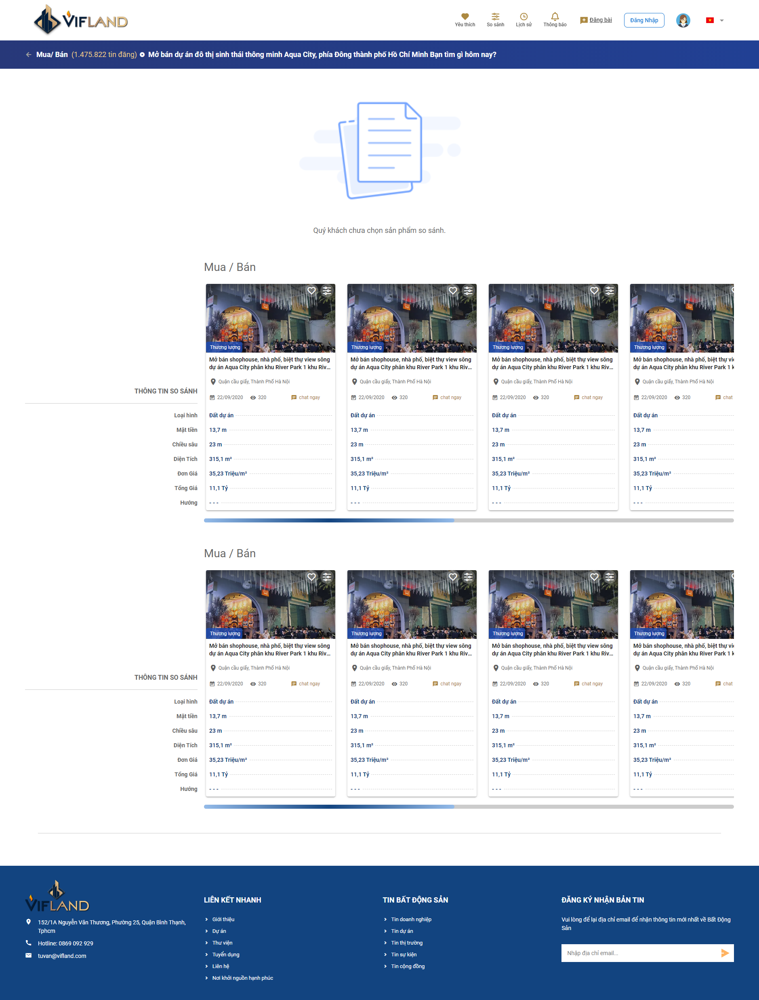 VIFLAND
Yêu thích
So sánh
Lịch sử
Thông báo
Đăng bài
Đăng Nhập
Mua/ Bán (1.475.822 tin đăng) Mở bán dự án đô thị sinh thái thông minh Aqua City, phía Đông thành phố Hồ Chí Minh Bạn tìm gì hôm nay?
Quý khách chưa chọn sản phẩm so sánh.
Mua / Bán
Thương lượng Thương lượng Thương lượng Thương lượng
Mở bán shophouse, nhà phố, biệt thự view sông Mở bán shophouse, nhà phố, biệt thự view sông Mở bán shophouse, nhà phố, biệt thự view sông Mở bán shophouse, nhà phố, biệt thự vi
dự án Aqua City phân khu River Park 1 khu Riv... dự án Aqua City phân khu River Park 1 khu Riv... dự án Aqua City phân khu River Park 1 khu Riv... dự án Aqua City phân khu River Park 1 k
Quận cầu giấy, Thành Phố Hà Nội Quận cầu giấy, Thành Phố Hà Nội Quận cầu giấy, Thành Phố Hà Nội Quận cầu giấy, Thành Phố Hà Nội
THÔNG TIN SO SÁNH
22/09/2020 320 chat ngay 22/09/2020 320 chat ngay 22/09/2020 320 chat ngay 22/09/2020 320 chat
Loại hình Đất dự án Đất dự án Đất dự án Đất dự án
Mặt tiền 13,7 m 13,7 m 13,7 m 13,7 m
Chiều sâu 23 m 23 m 23 m 23 m
Diện Tích 315,1 m² 315,1 m² 315,1 m² 315,1 m²
Đơn Giá 35,23 Triệu/m² 35,23 Triệu/m² 35,23 Triệu/m² 35,23 Triệu/m²
Tổng Giá 11,1 Tỷ 11,1 Tỷ 11,1 Tỷ 11,1 Tỷ
Hướng - - - - - - - - - - - -
Mua / Bán
Thương lượng Thương lượng Thương lượng Thương lượng
Mở bán shophouse, nhà phố, biệt thự view sông Mở bán shophouse, nhà phố, biệt thự view sông Mở bán shophouse, nhà phố, biệt thự view sông Mở bán shophouse, nhà phố, biệt thự vi
dự án Aqua City phân khu River Park 1 khu Riv... dự án Aqua City phân khu River Park 1 khu Riv... dự án Aqua City phân khu River Park 1 khu Riv... dự án Aqua City phân khu River Park 1 k
Quận cầu giấy, Thành Phố Hà Nội Quận cầu giấy, Thành Phố Hà Nội Quận cầu giấy, Thành Phố Hà Nội Quận cầu giấy, Thành Phố Hà Nội
THÔNG TIN SO SÁNH
22/09/2020 320 chat ngay 22/09/2020 320 chat ngay 22/09/2020 320 chat ngay 22/09/2020 320 chat
Loại hình Đất dự án Đất dự án Đất dự án Đất dự án
Mặt tiền 13,7 m 13,7 m 13,7 m 13,7 m
Chiều sâu 23 m 23 m 23 m 23 m
Diện Tích 315,1 m² 315,1 m² 315,1 m² 315,1 m²
Đơn Giá 35,23 Triệu/m² 35,23 Triệu/m² 35,23 Triệu/m² 35,23 Triệu/m²
Tổng Giá 11,1 Tỷ 11,1 Tỷ 11,1 Tỷ 11,1 Tỷ
Hướng - - - - - - - - - - - -
VIFLAND
152/1A Nguyễn Văn Thương, Phường 25, Quận Bình Thạnh,
Tphcm
Hotline: 0869 092 929
tuvan@vifland.com
LIÊN KẾT NHANH
Giới thiệu
Dự án
Thư viện
Tuyển dụng
Liên hệ
Nơi khởi nguồn hạnh phúc
TIN BẤT ĐỘNG SẢN
Tin doanh nghiệp
Tin dự án
Tin thị trường
Tin sự kiện
Tin cộng đồng
ĐĂNG KÝ NHẬN BẢN TIN
Vui lòng để lại địa chỉ email để nhận thông tin mới nhất về Bất Động
Sản
Nhập địa chỉ email...